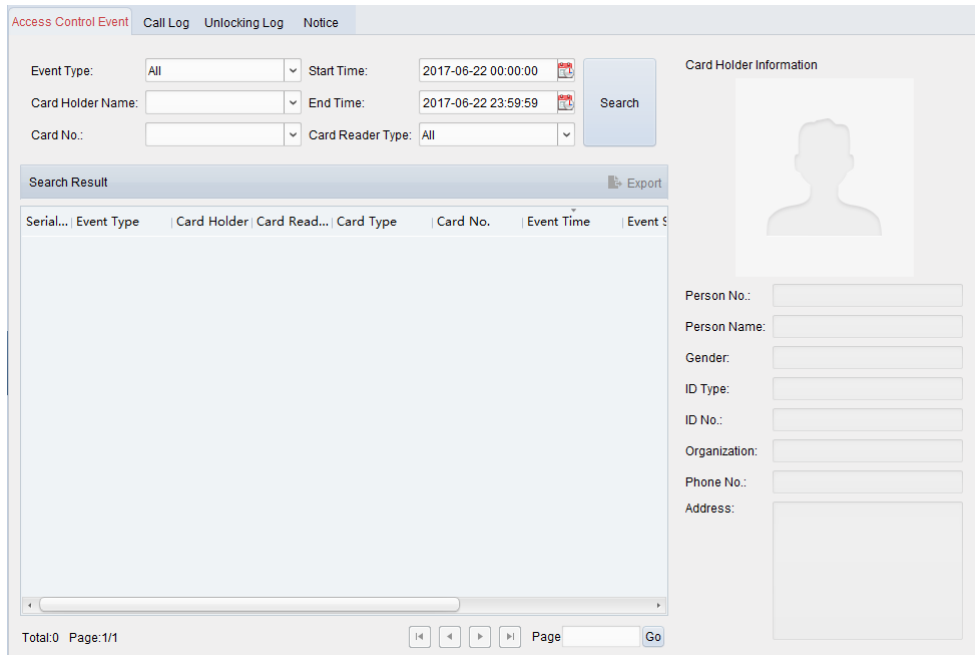 Access Control Event Call Log Unlocking Log Notice
Event Type: All Start Time: 2017-06-22 00:00:00
Card Holder Name: End Time: 2017-06-22 23:59:59 Search
Card No.: Card Reader Type: All
Search Result Export
Serial... Event Type Card Holder Card Read... Card Type Card No. Event Time Event S
Total:0 Page:1/1 Page Go
Card Holder Information
Person No.:
Person Name:
Gender:
ID Type:
ID No.:
Organization:
Phone No.:
Address: